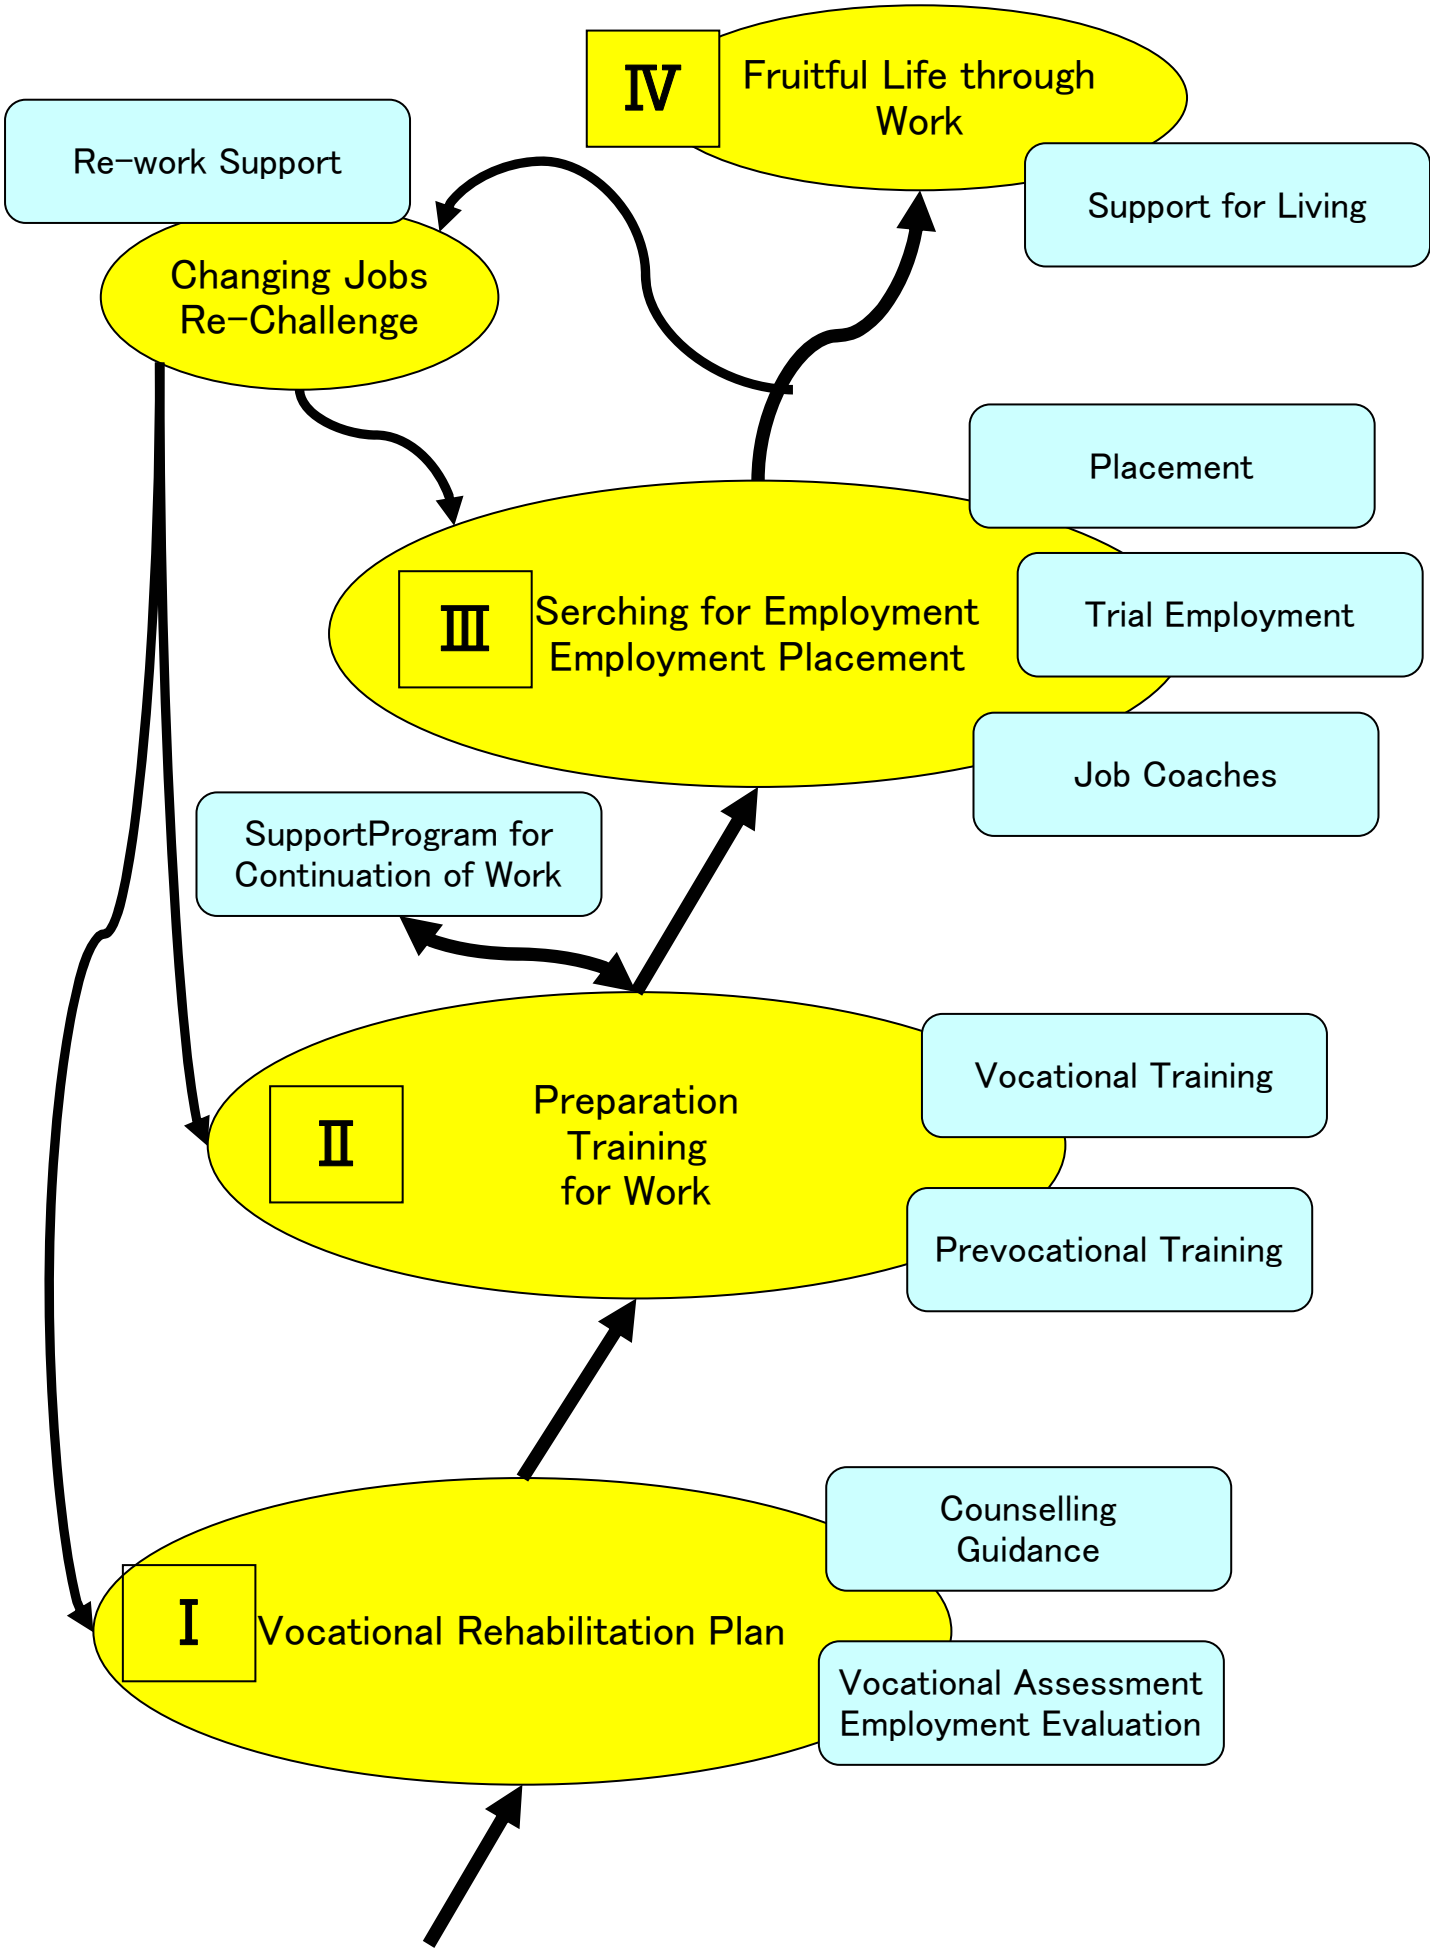 Ⅳ
Fruitful Life through
Work
Re-work Support
Support for Living
Changing Jobs
Re-Challenge
Placement
Ⅲ
Serching for Employment
Employment Placement
Trial Employment
Job Coaches
SupportProgram for
Continuation of Work
Vocational Training
Ⅱ
Preparation
Training
for Work
Prevocational Training
Counselling
Guidance
Ⅰ
Vocational Rehabilitation Plan
Vocational Assessment
Employment Evaluation